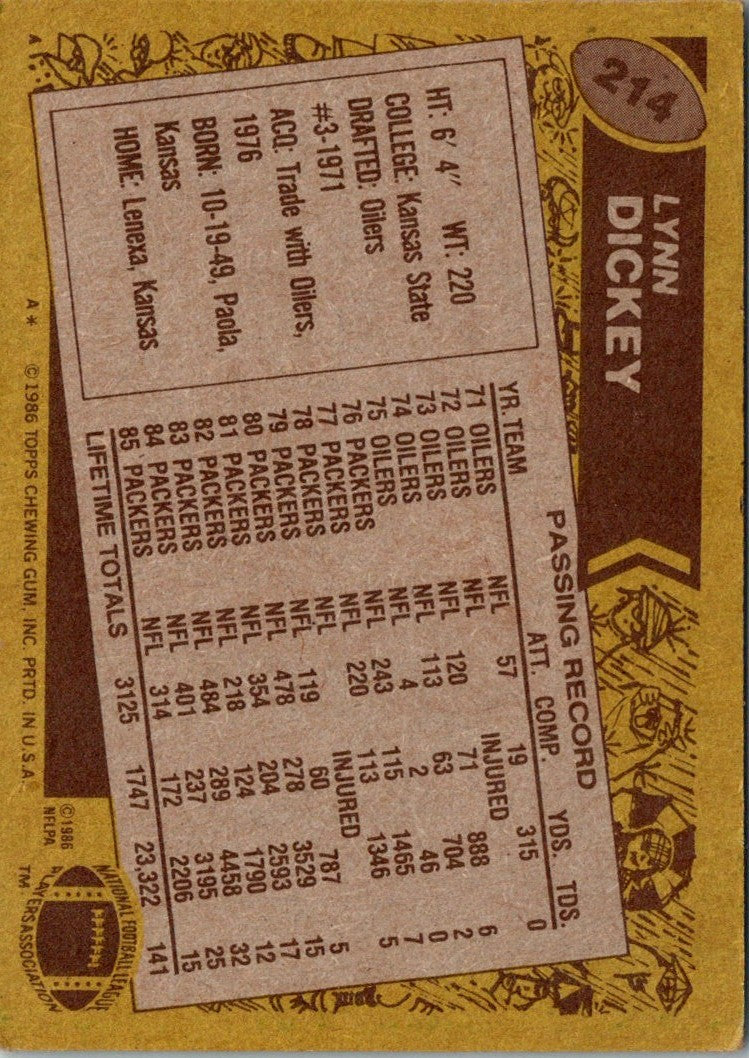 214
LYNN
DICKEY
HT: 6' 4" WT: 220
COLLEGE: Kansas State
DRAFTED: Oilers
#3-1971
ACQ: Trade with Oilers,
1976
BORN: 10-19-49, Paola,
Kansas
HOME: Lenexa, Kansas
PASSING RECORD
YR. TEAM ATT. COMP. YDS. TDS.
71 OILERS NFL 57 19 315 0
72 OILERS NFL INJURED
73 OILERS NFL 120 71 888 6
74 OILERS NFL 113 63 704 2
75 OILERS NFL 4 2 46 0
76 PACKERS NFL 243 115 1465 7
77 PACKERS NFL 220 113 1346 5
78 PACKERS NFL INJURED
79 PACKERS NFL 119 60 787 5
80 PACKERS NFL 478 278 3529 15
81 PACKERS NFL 354 204 2593 17
82 PACKERS NFL 218 124 1790 12
83 PACKERS NFL 484 289 4458 32
84 PACKERS NFL 401 237 3195 25
85 PACKERS NFL 314 172 2206 15
LIFETIME TOTALS 3125 1747 23,322 141
A* ©1986 TOPPS CHEWING GUM, INC. PRTD. IN U.S.A.
©1986
NFLPA
NATIONAL FOOTBALL LEAGUE
PLAYERS
PLAYERS ASSOCIATION
TM